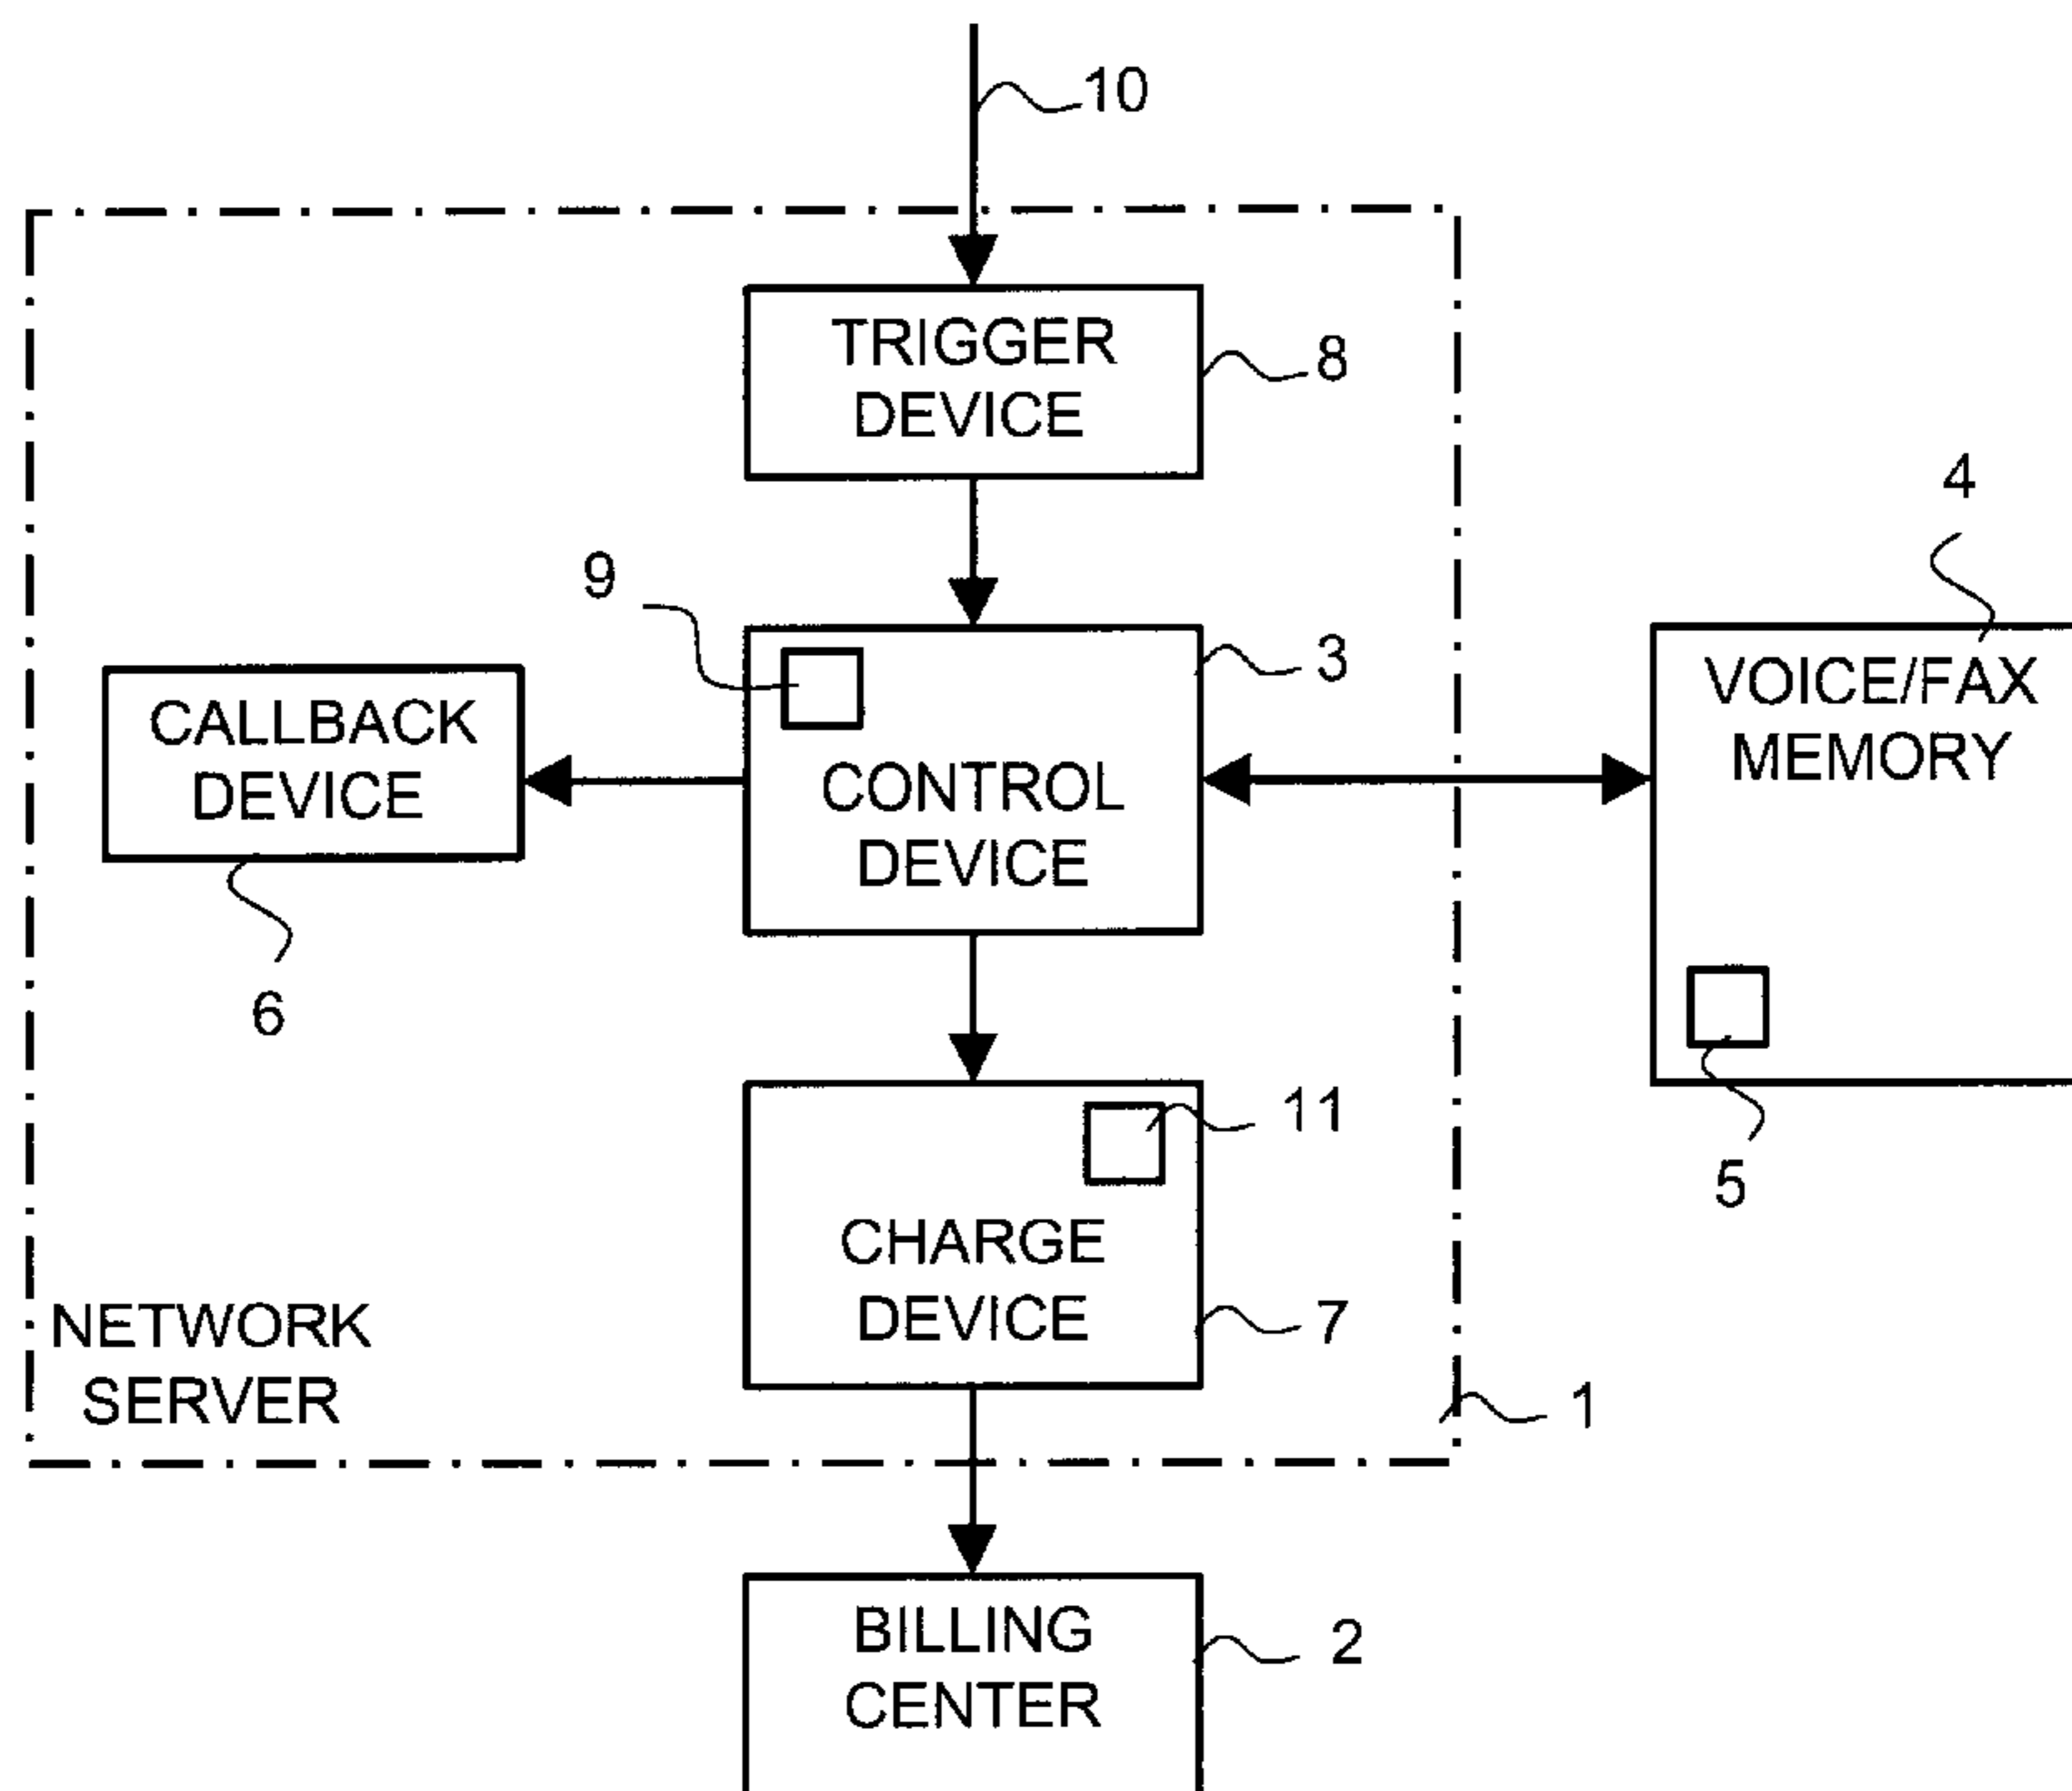 10
TRIGGER
DEVICE
8
4
9
3
VOICE/FAX
MEMORY
CALLBACK
DEVICE
CONTROL
DEVICE
6
11
5
CHARGE
DEVICE
7
NETWORK
SERVER
1
BILLING
CENTER
2